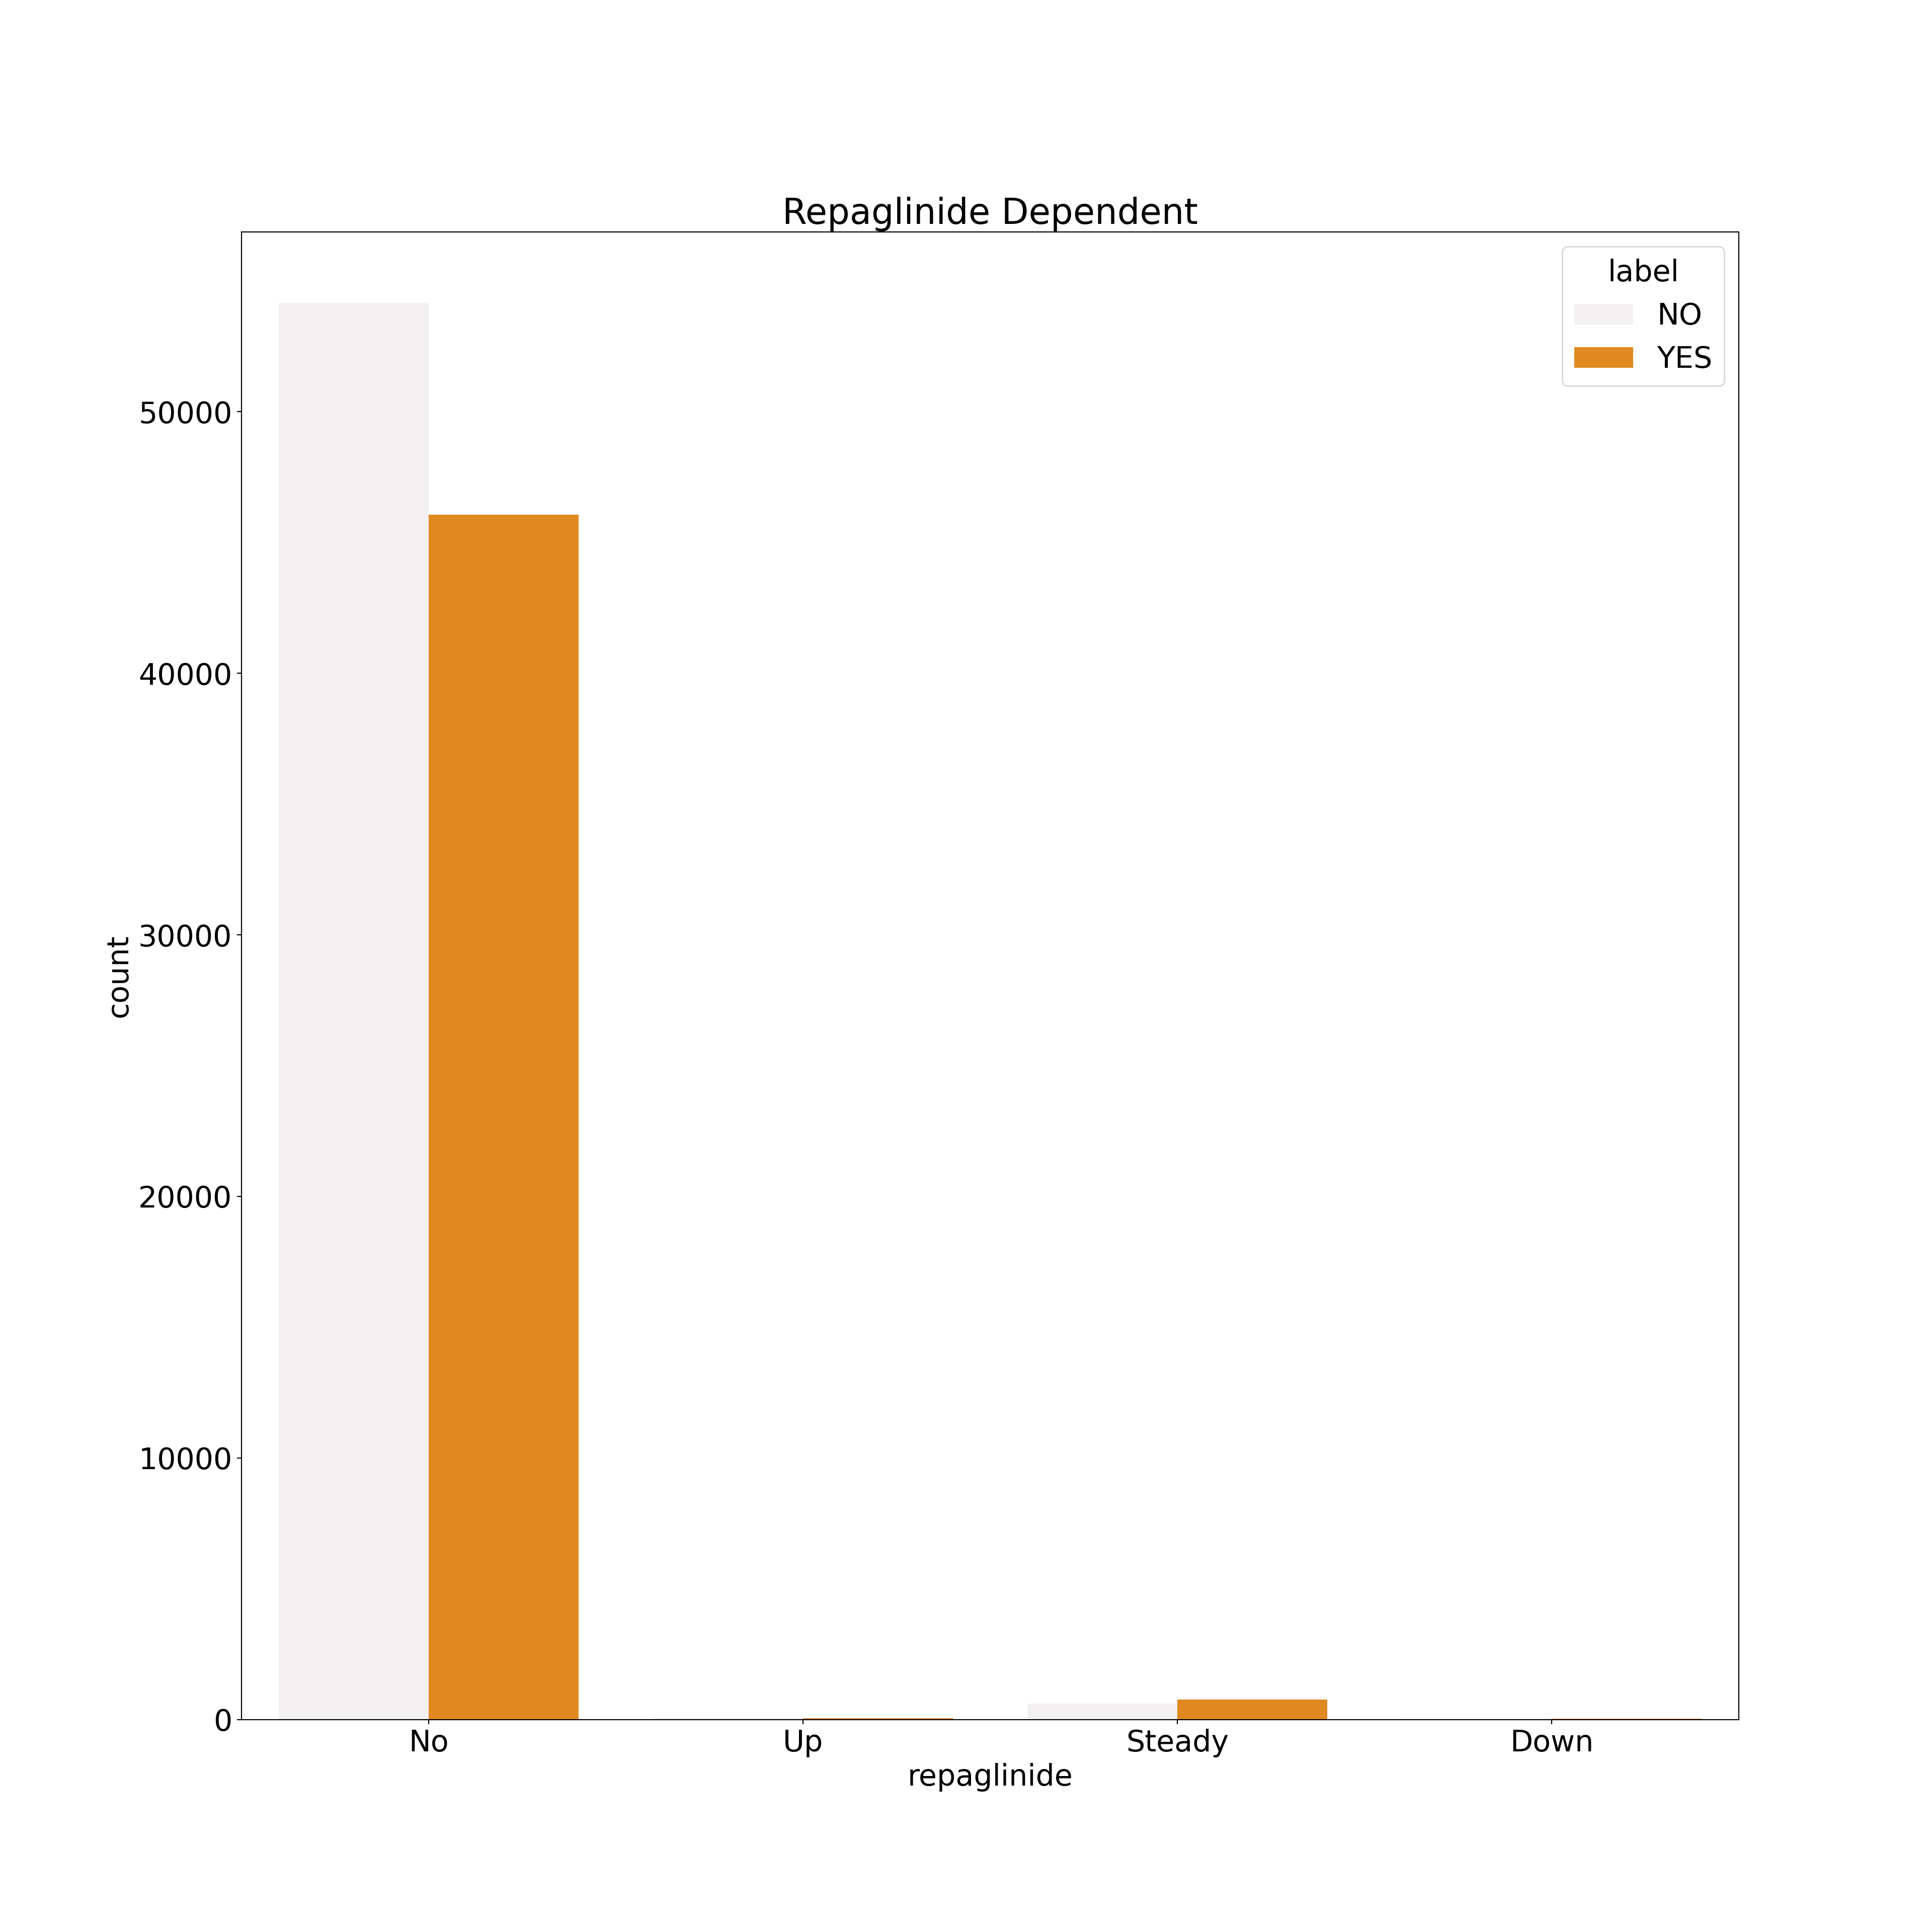 Repaglinide Dependent
label
NO
YES
50000
40000
30000
20000
10000
0
count
No Up Steady Down
repaglinide